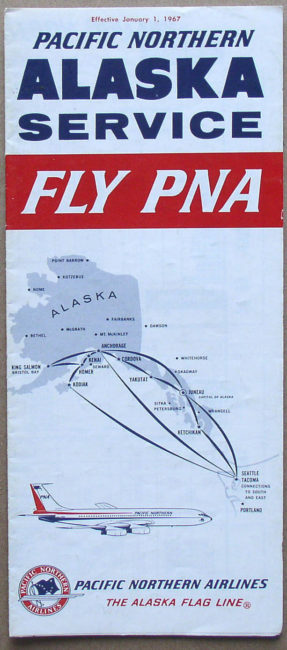 Effective January 1, 1967
PACIFIC NORTHERN
ALASKA
SERVICE
FLY PNA
POINT BARROW
KOTZEBUE
NOME
ALASKA
FAIRBANKS
DAWSON
McGRATH
MT. McKINLEY
BETHEL
ANCHORAGE
KING SALMON
BRISTOL BAY
KENAI
CORDOVA
SEWARD
HOMER
WHITEHORSE
YAKUTAT
SKAGWAY
KODIAK
JUNEAU
CAPITAL OF ALASKA
SITKA
PETERSBURG
WRANGELL
KETCHIKAN
SEATTLE
TACOMA
CONNECTIONS
TO SOUTH
AND EAST
PORTLAND
PNA
PACIFIC NORTHERN
PACIFIC NORTHERN
AIRLINES
PACIFIC NORTHERN AIRLINES
THE ALASKA FLAG LINE®